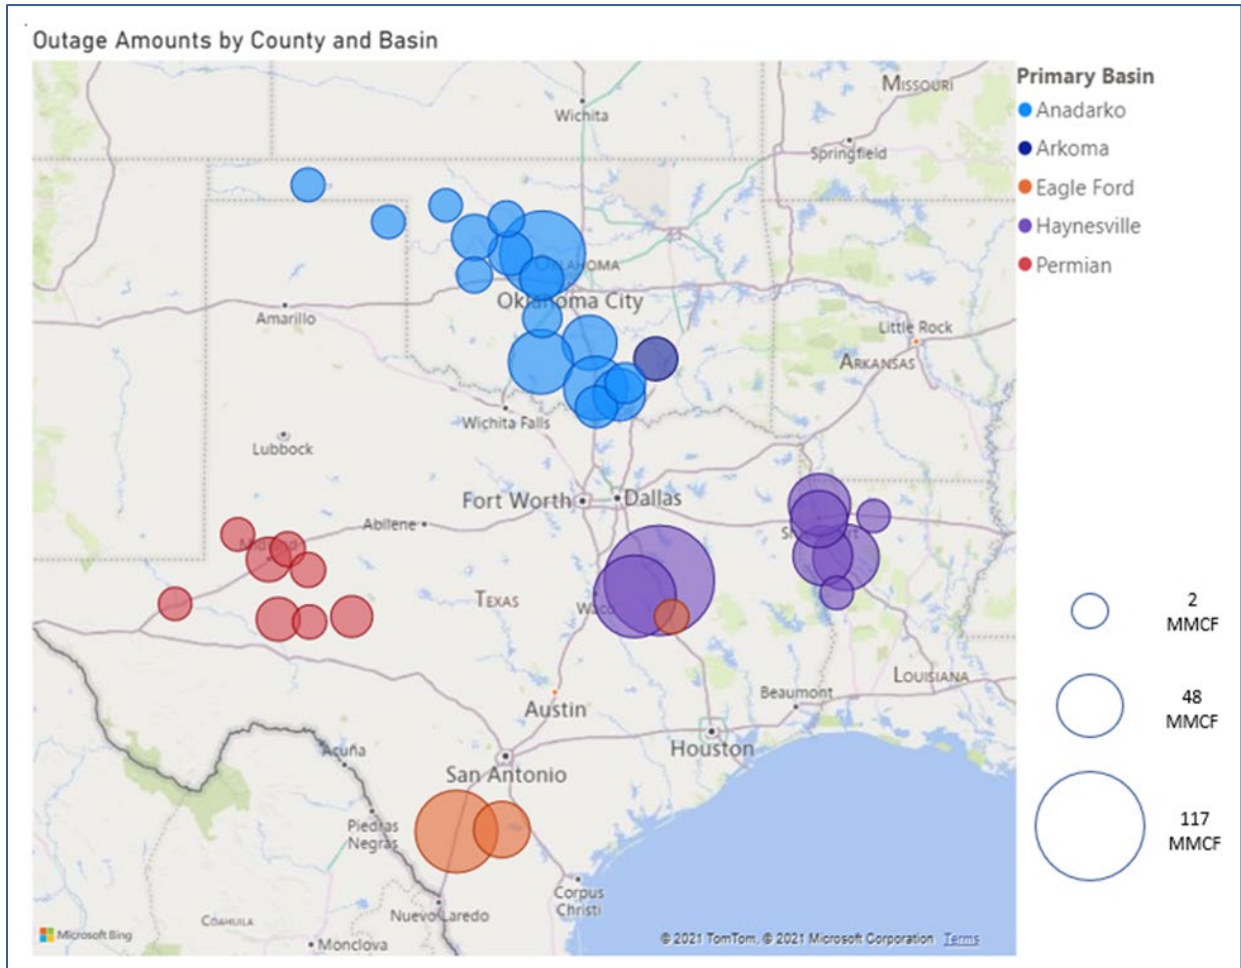 Outage Amounts by County and Basin
Primary Basin
Anadarko
Arkoma
Eagle Ford
Haynesville
Permian
MISSOURI
Wichita
Springfield
OKLAHOMA
Oklahoma City
Amarillo
Little Rock
ARKANSAS
Wichita Falls
Lubbock
Fort Worth
Dallas
Abilene
TEXAS
Waco
LOUISIANA
Beaumont
Austin
Houston
Acuña
San Antonio
Piedras
Negras
Corpus
Christi
Nuevo Laredo
COAHUILA
Monclova
2
MMCF
48
MMCF
117
MMCF
Microsoft Bing
© 2021 TomTom, © 2021 Microsoft Corporation Terms